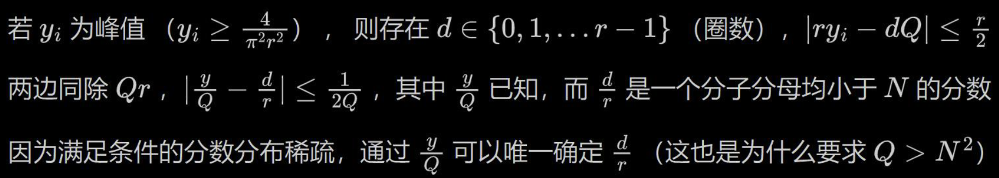 若 $y_i$ 为峰值 （$y_i \geq \frac{4}{\pi^2 r^2}$） ， 则存在 $d \in \{0, 1, \ldots r - 1\}$ （圈数），$|ry_i - dQ| \leq \frac{r}{2}$
两边同除 $Qr$ ，$|\frac{y}{Q} - \frac{d}{r}| \leq \frac{1}{2Q}$ ，其中 $\frac{y}{Q}$ 已知，而 $\frac{d}{r}$ 是一个分子分母均小于 $N$ 的分数
因为满足条件的分数分布稀疏，通过 $\frac{y}{Q}$ 可以唯一确定 $\frac{d}{r}$ （这也是为什么要求 $Q > N^2$）